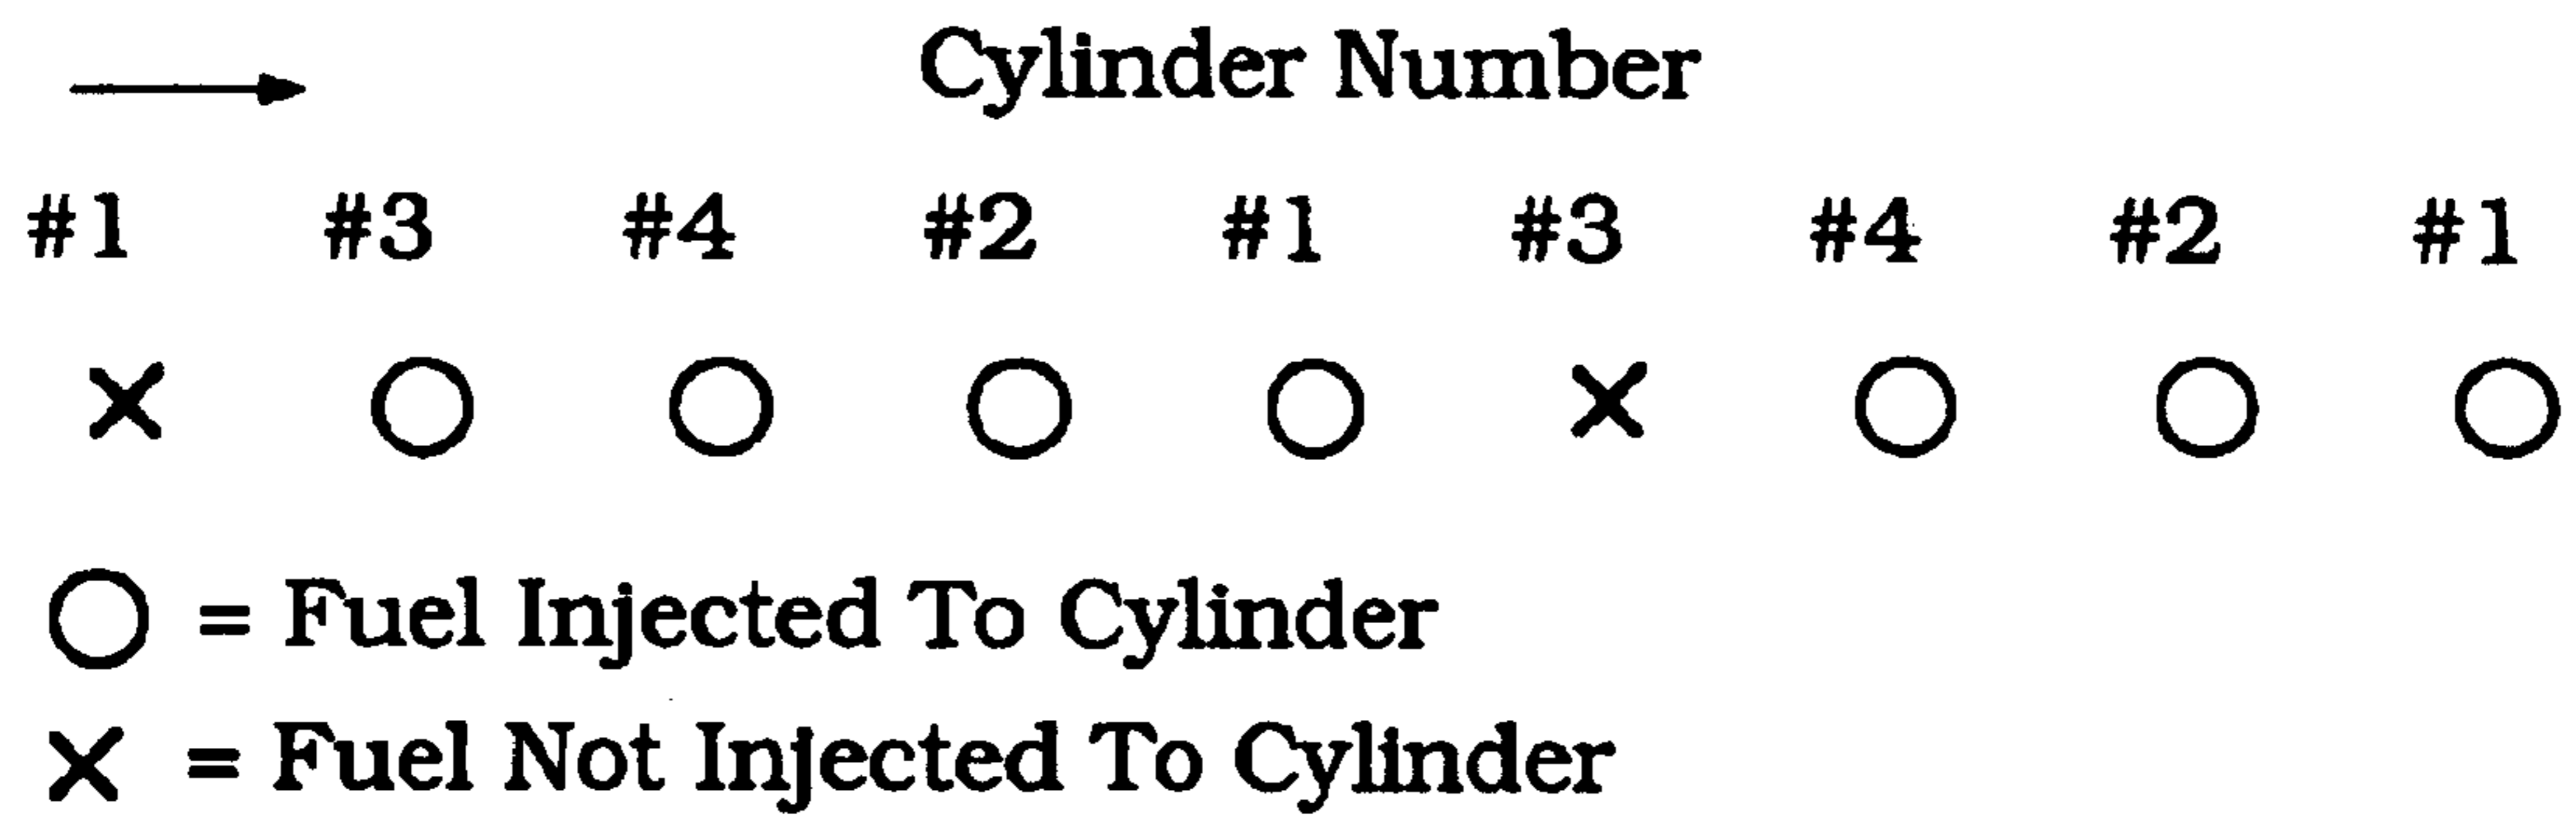 Cylinder Number
#1 #3 #4 #2 #1 #3 #4 #2 #1
X O O O O X O O O
O = Fuel Injected To Cylinder
X = Fuel Not Injected To Cylinder